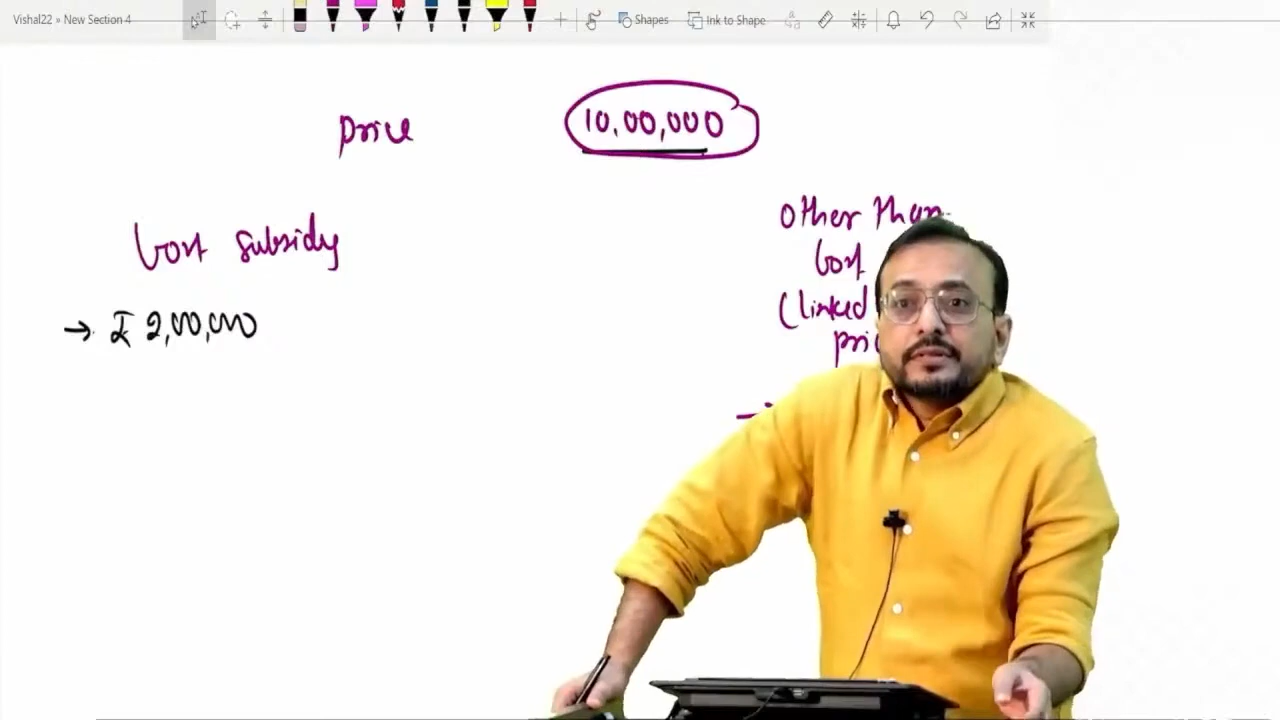 Vishal22 » New Section 4
Shapes
Ink to Shape
Price 10,00,000
Govt subsidy
→ ₹ 2,00,000
Other than
Govt
(linked
pri